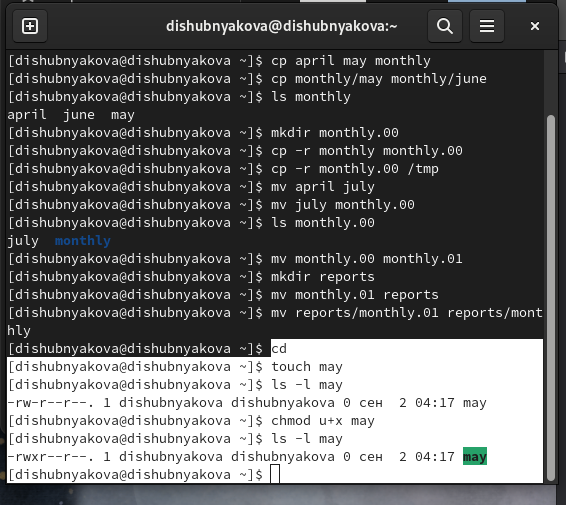 dishubnyakova@dishubnyakova:~
[dishubnyakova@dishubnyakova ~]$ cp april may monthly
[dishubnyakova@dishubnyakova ~]$ cp monthly/may monthly/june
[dishubnyakova@dishubnyakova ~]$ ls monthly
april  june  may
[dishubnyakova@dishubnyakova ~]$ mkdir monthly.00
[dishubnyakova@dishubnyakova ~]$ cp -r monthly monthly.00
[dishubnyakova@dishubnyakova ~]$ cp -r monthly.00 /tmp
[dishubnyakova@dishubnyakova ~]$ mv april july
[dishubnyakova@dishubnyakova ~]$ mv july monthly.00
[dishubnyakova@dishubnyakova ~]$ ls monthly.00
july  monthly
[dishubnyakova@dishubnyakova ~]$ mv monthly.00 monthly.01
[dishubnyakova@dishubnyakova ~]$ mkdir reports
[dishubnyakova@dishubnyakova ~]$ mv monthly.01 reports
[dishubnyakova@dishubnyakova ~]$ mv reports/monthly.01 reports/mont
hly
[dishubnyakova@dishubnyakova ~]$ cd
[dishubnyakova@dishubnyakova ~]$ touch may
[dishubnyakova@dishubnyakova ~]$ ls -l may
-rw-r--r--. 1 dishubnyakova dishubnyakova 0 сен  2 04:17 may
[dishubnyakova@dishubnyakova ~]$ chmod u+x may
[dishubnyakova@dishubnyakova ~]$ ls -l may
-rwxr--r--. 1 dishubnyakova dishubnyakova 0 сен  2 04:17 may
[dishubnyakova@dishubnyakova ~]$